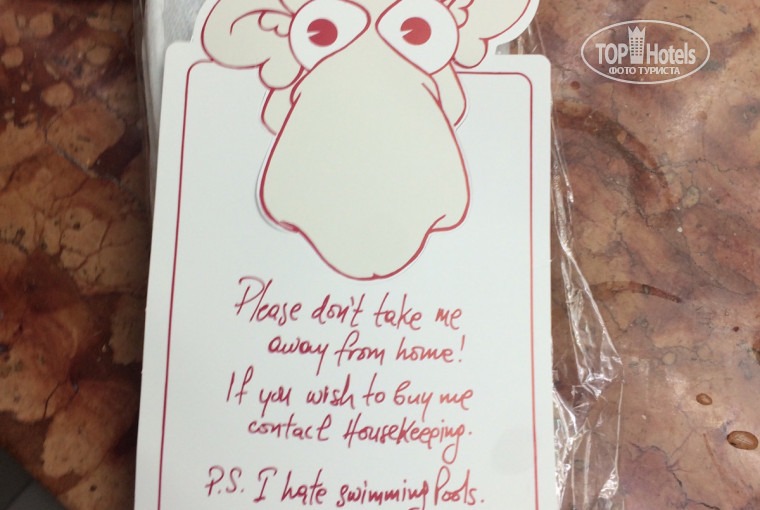 TOP Hotels
ФОТО ТУРИСТА
Please don't take me
away from home!
If you wish to buy me
contact Housekeeping.
P.S. I hate swimming Pools.